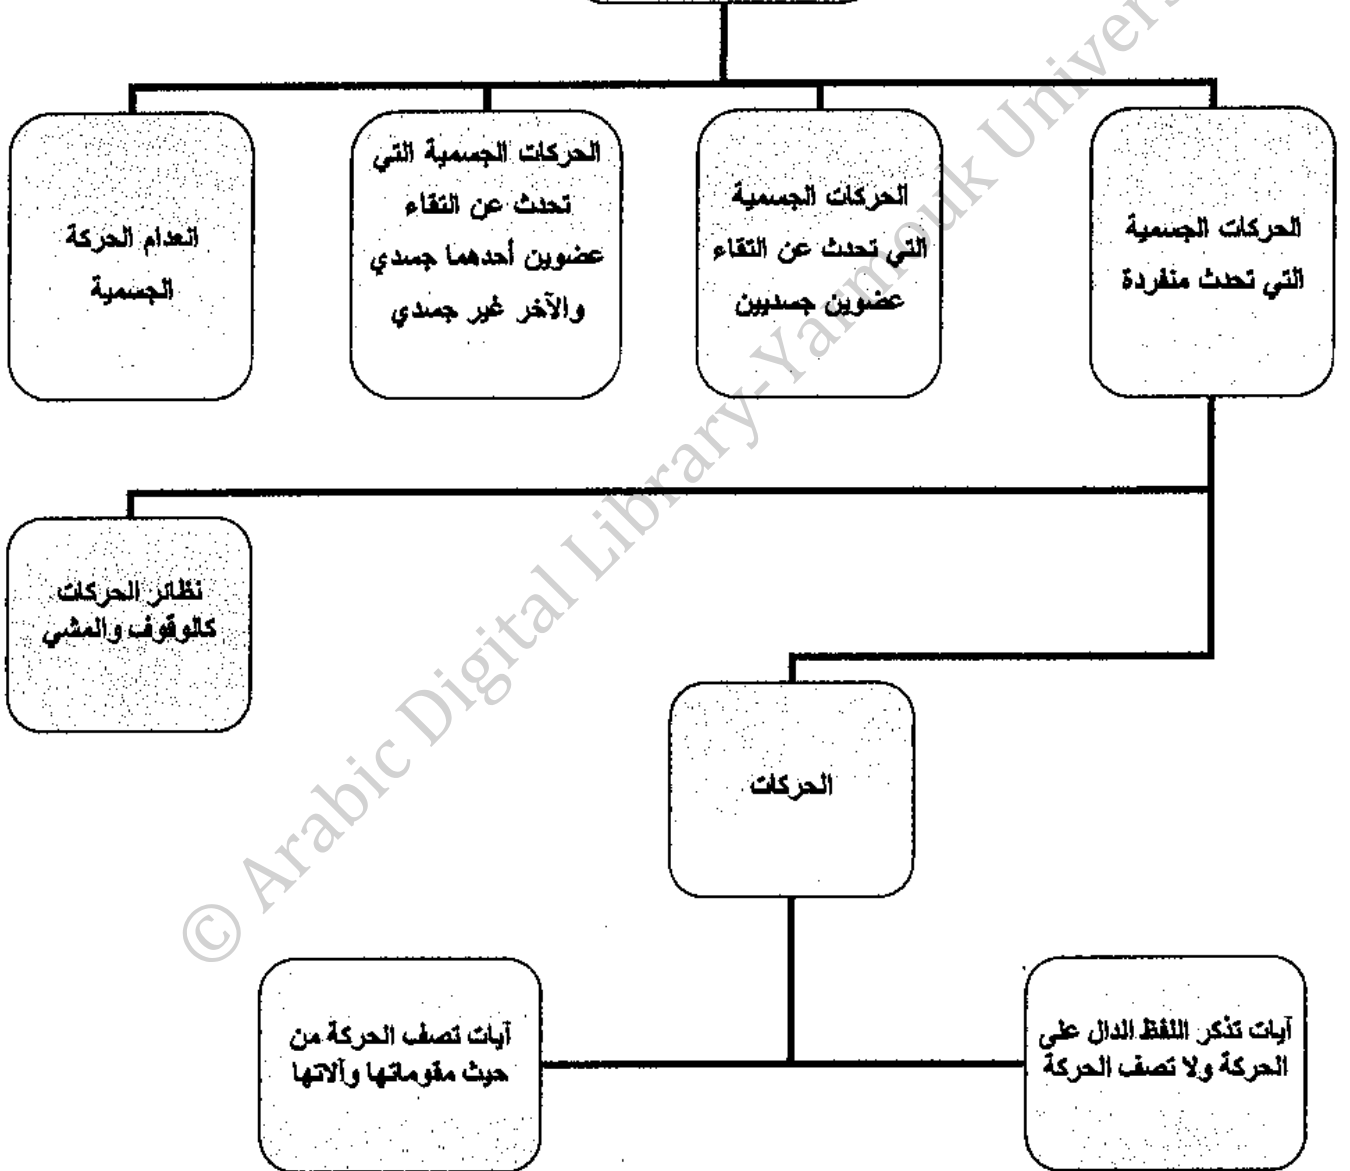 الحركات الجسمية
التي تحدث منفردة
الحركات الجسمية
التي تحدث عن التقاء
عضوين جسديين
الحركات الجسمية التي
تحدث عن التقاء
عضوين أحدهما جسدي
والآخر غير جسدي
انعدام الحركة
الجسمية
نظائر الحركات
كالوقوف والمشي
الحركات
آيات تذكر اللفظ الدال على
الحركة ولا تصف الحركة
آيات تصف الحركة من
حيث مقوماتها وآلاتها
© Arabic Digital Library-Yarmouk Univers